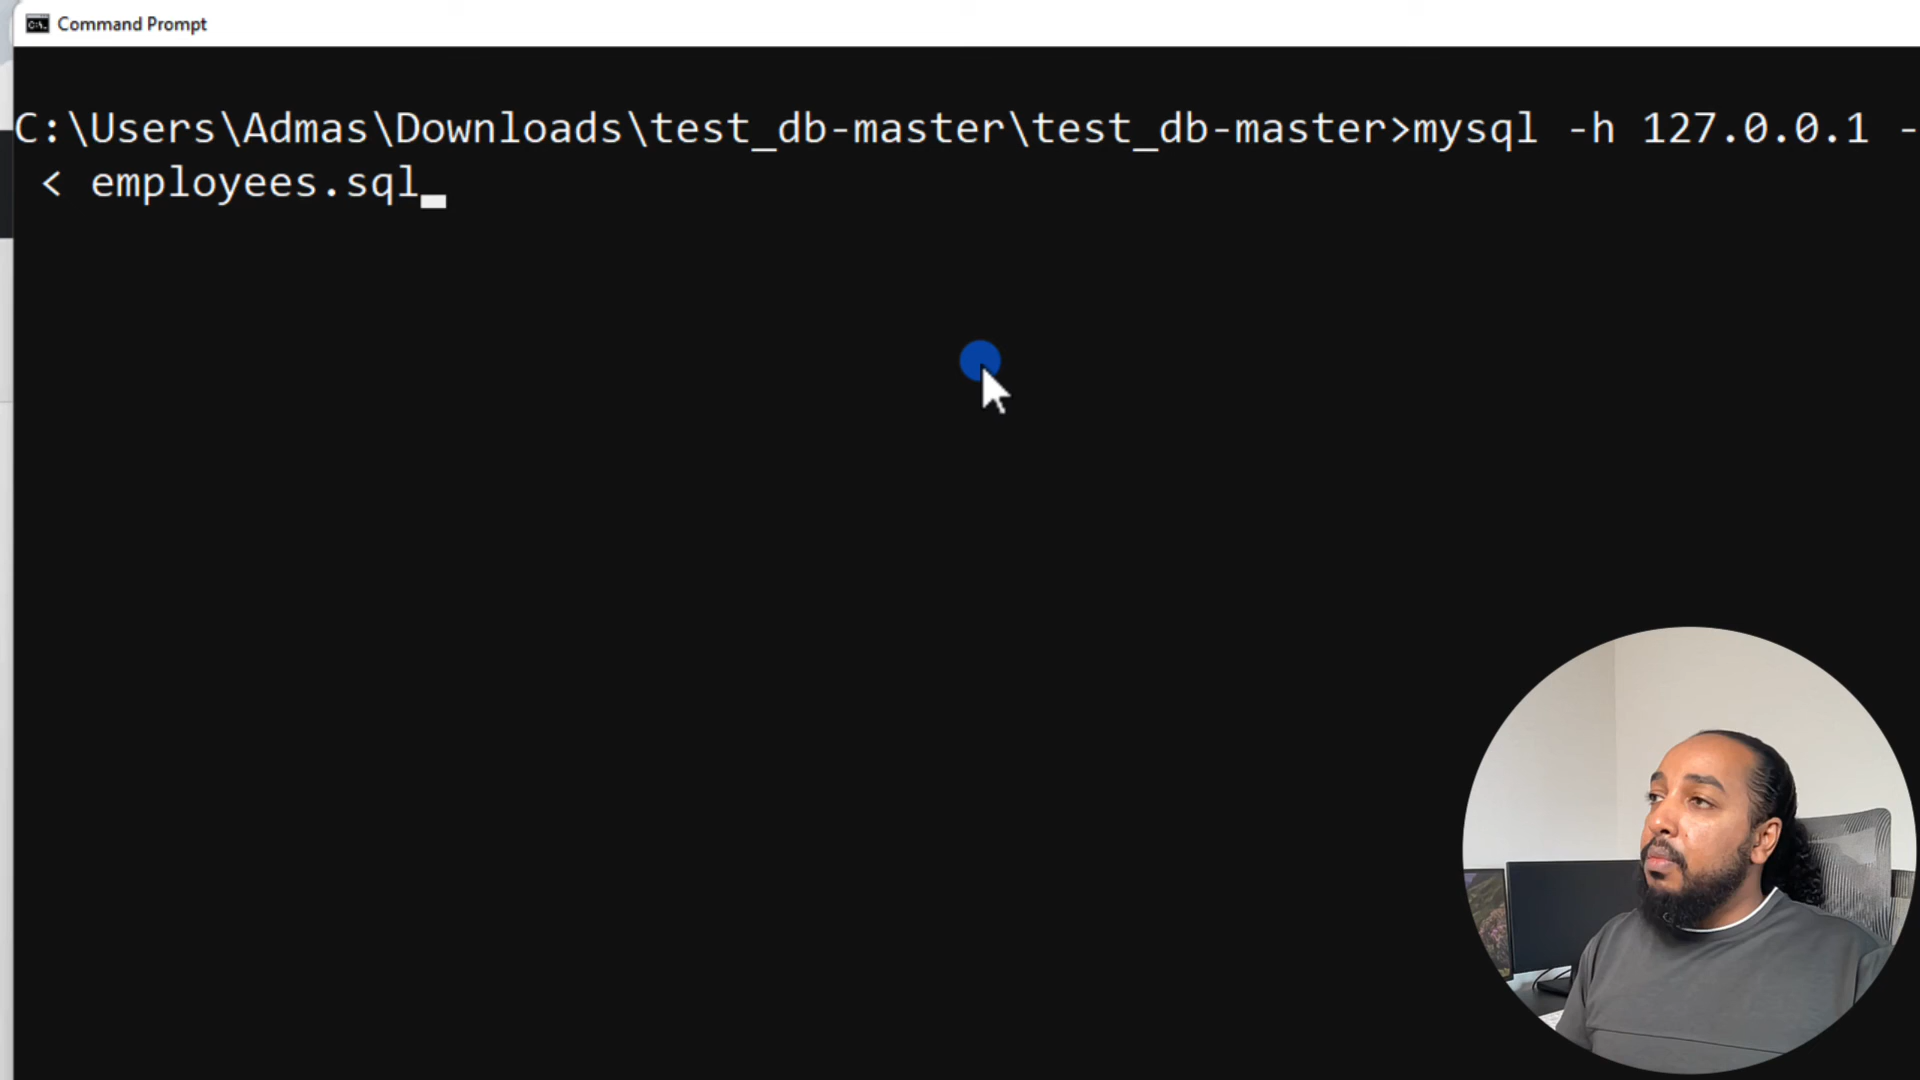 Command Prompt
C:\Users\Admas\Downloads\test_db-master\test_db-master>mysql -h 127.0.0.1 -
< employees.sql